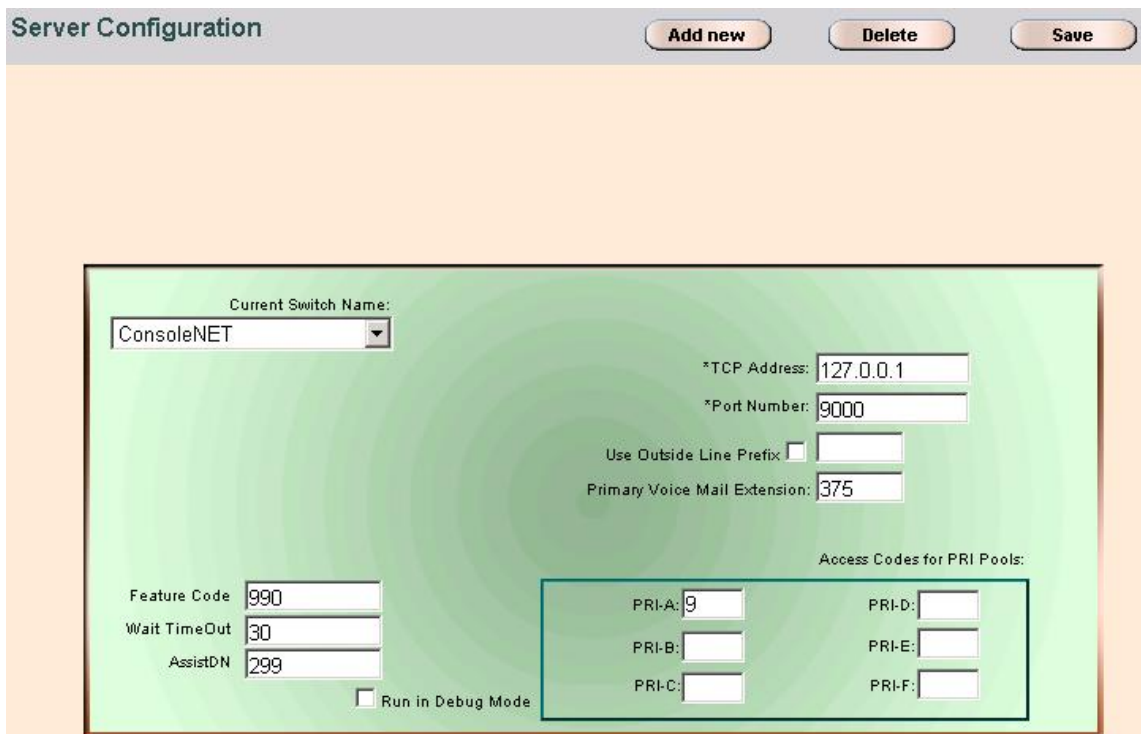 Server Configuration
Add new
Delete
Save
Current Switch Name:
ConsoleNET
*TCP Address: 127.0.0.1
*Port Number: 9000
Use Outside Line Prefix
Primary Voice Mail Extension: 375
Access Codes for PRI Pools:
Feature Code 990
Wait TimeOut 30
AssistDN 299
Run in Debug Mode
PRI-A: 9
PRI-D:
PRI-B:
PRI-E:
PRI-C:
PRI-F: